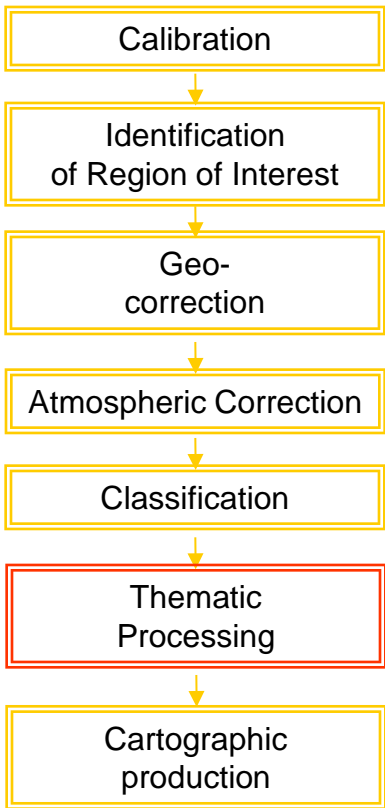 Calibration
Identification
of Region of Interest
Geo-
correction
Atmospheric Correction
Classification
Thematic
Processing
Cartographic
production